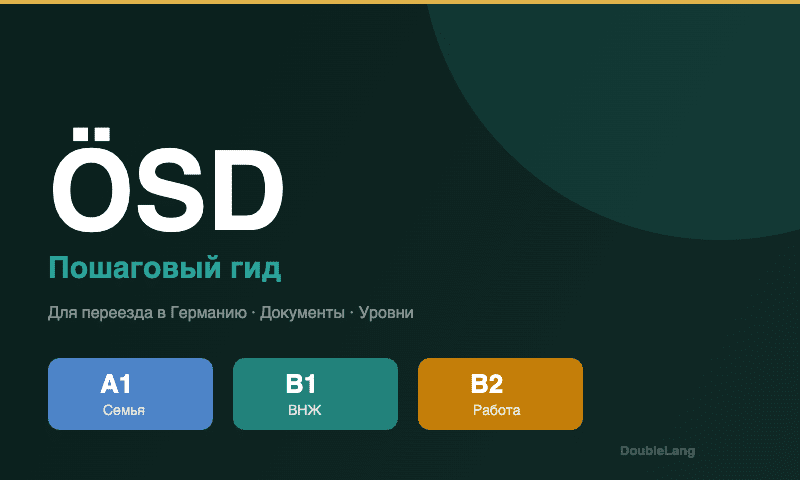 ÖSD
Пошаговый гид
Для переезда в Германию · Документы · Уровни
A1
Семья
B1
ВНЖ
B2
Работа
DoubleLang